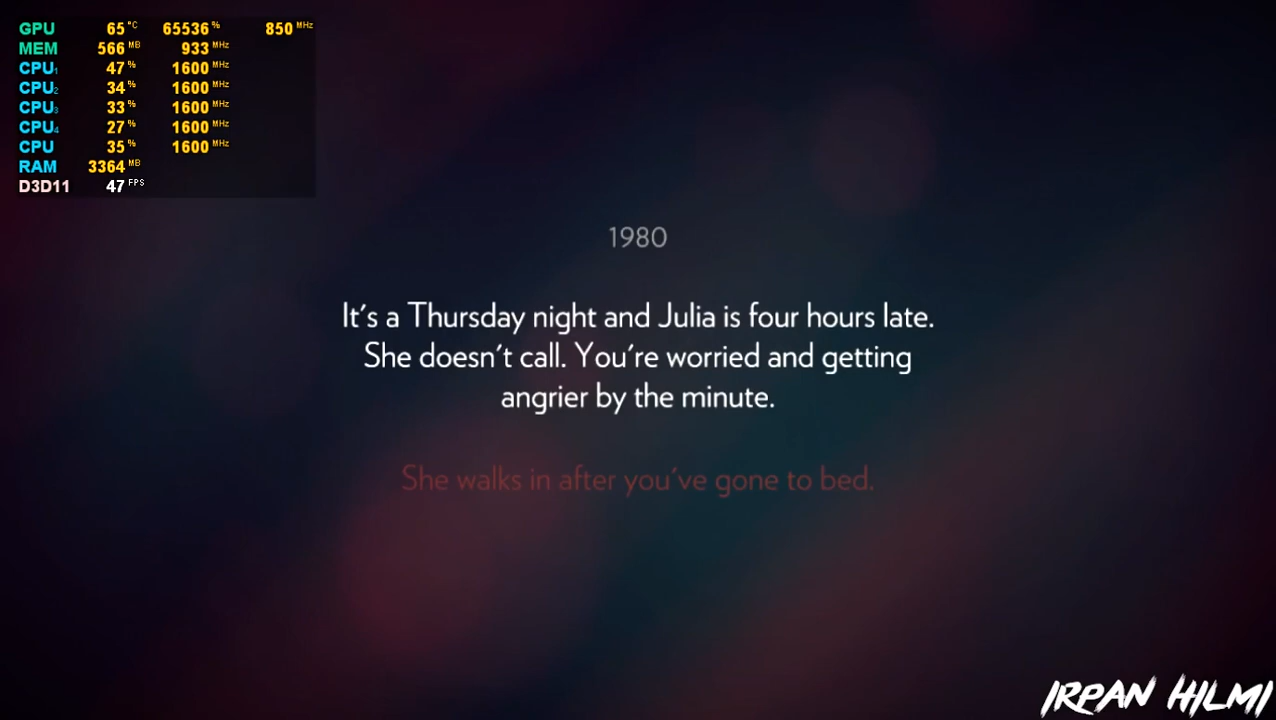 GPU 65 °C 65536 % 850 MHz
MEM 566 MB 933 MHz
CPU1 47 % 1600 MHz
CPU2 34 % 1600 MHz
CPU3 33 % 1600 MHz
CPU4 27 % 1600 MHz
CPU 35 % 1600 MHz
RAM 3364 MB
D3D11 47 FPS
1980
It's a Thursday night and Julia is four hours late.
She doesn't call. You're worried and getting
angrier by the minute.
She walks in after you've gone to bed.
IRPAN HILMI